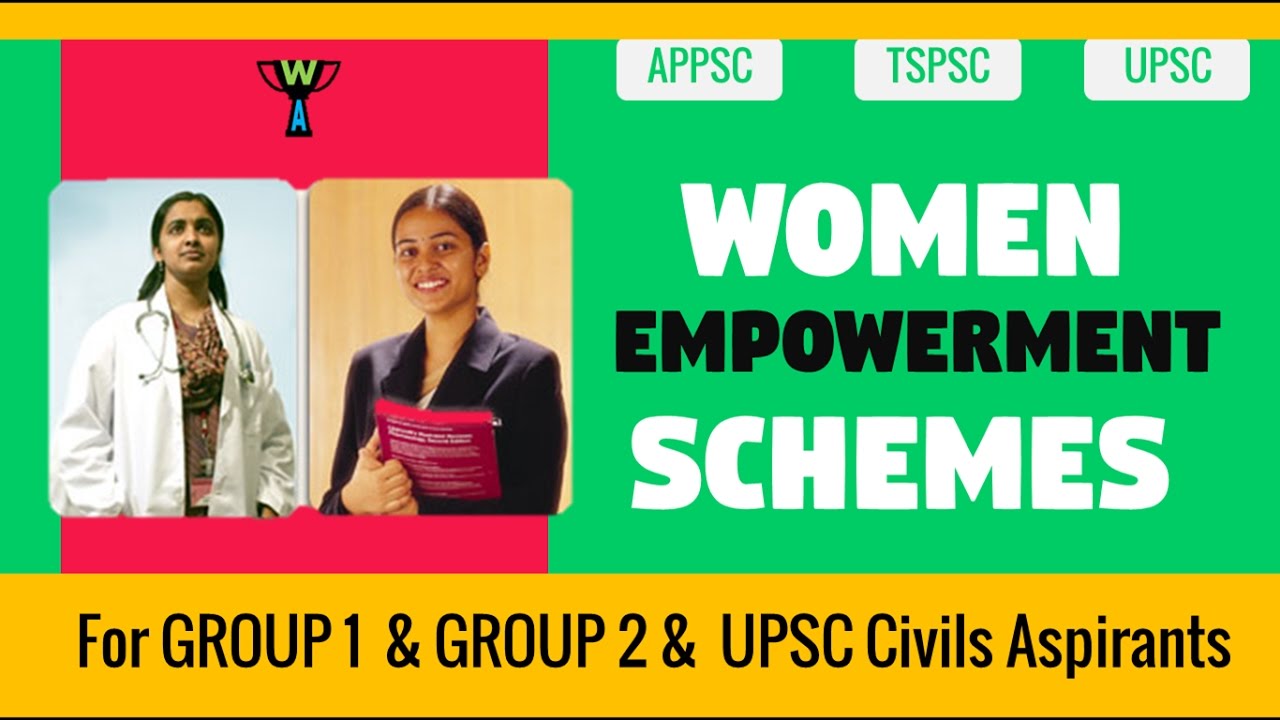 W
A
APPSC TSPSC UPSC
WOMEN
EMPOWERMENT
SCHEMES
For GROUP 1 & GROUP 2 & UPSC Civils Aspirants